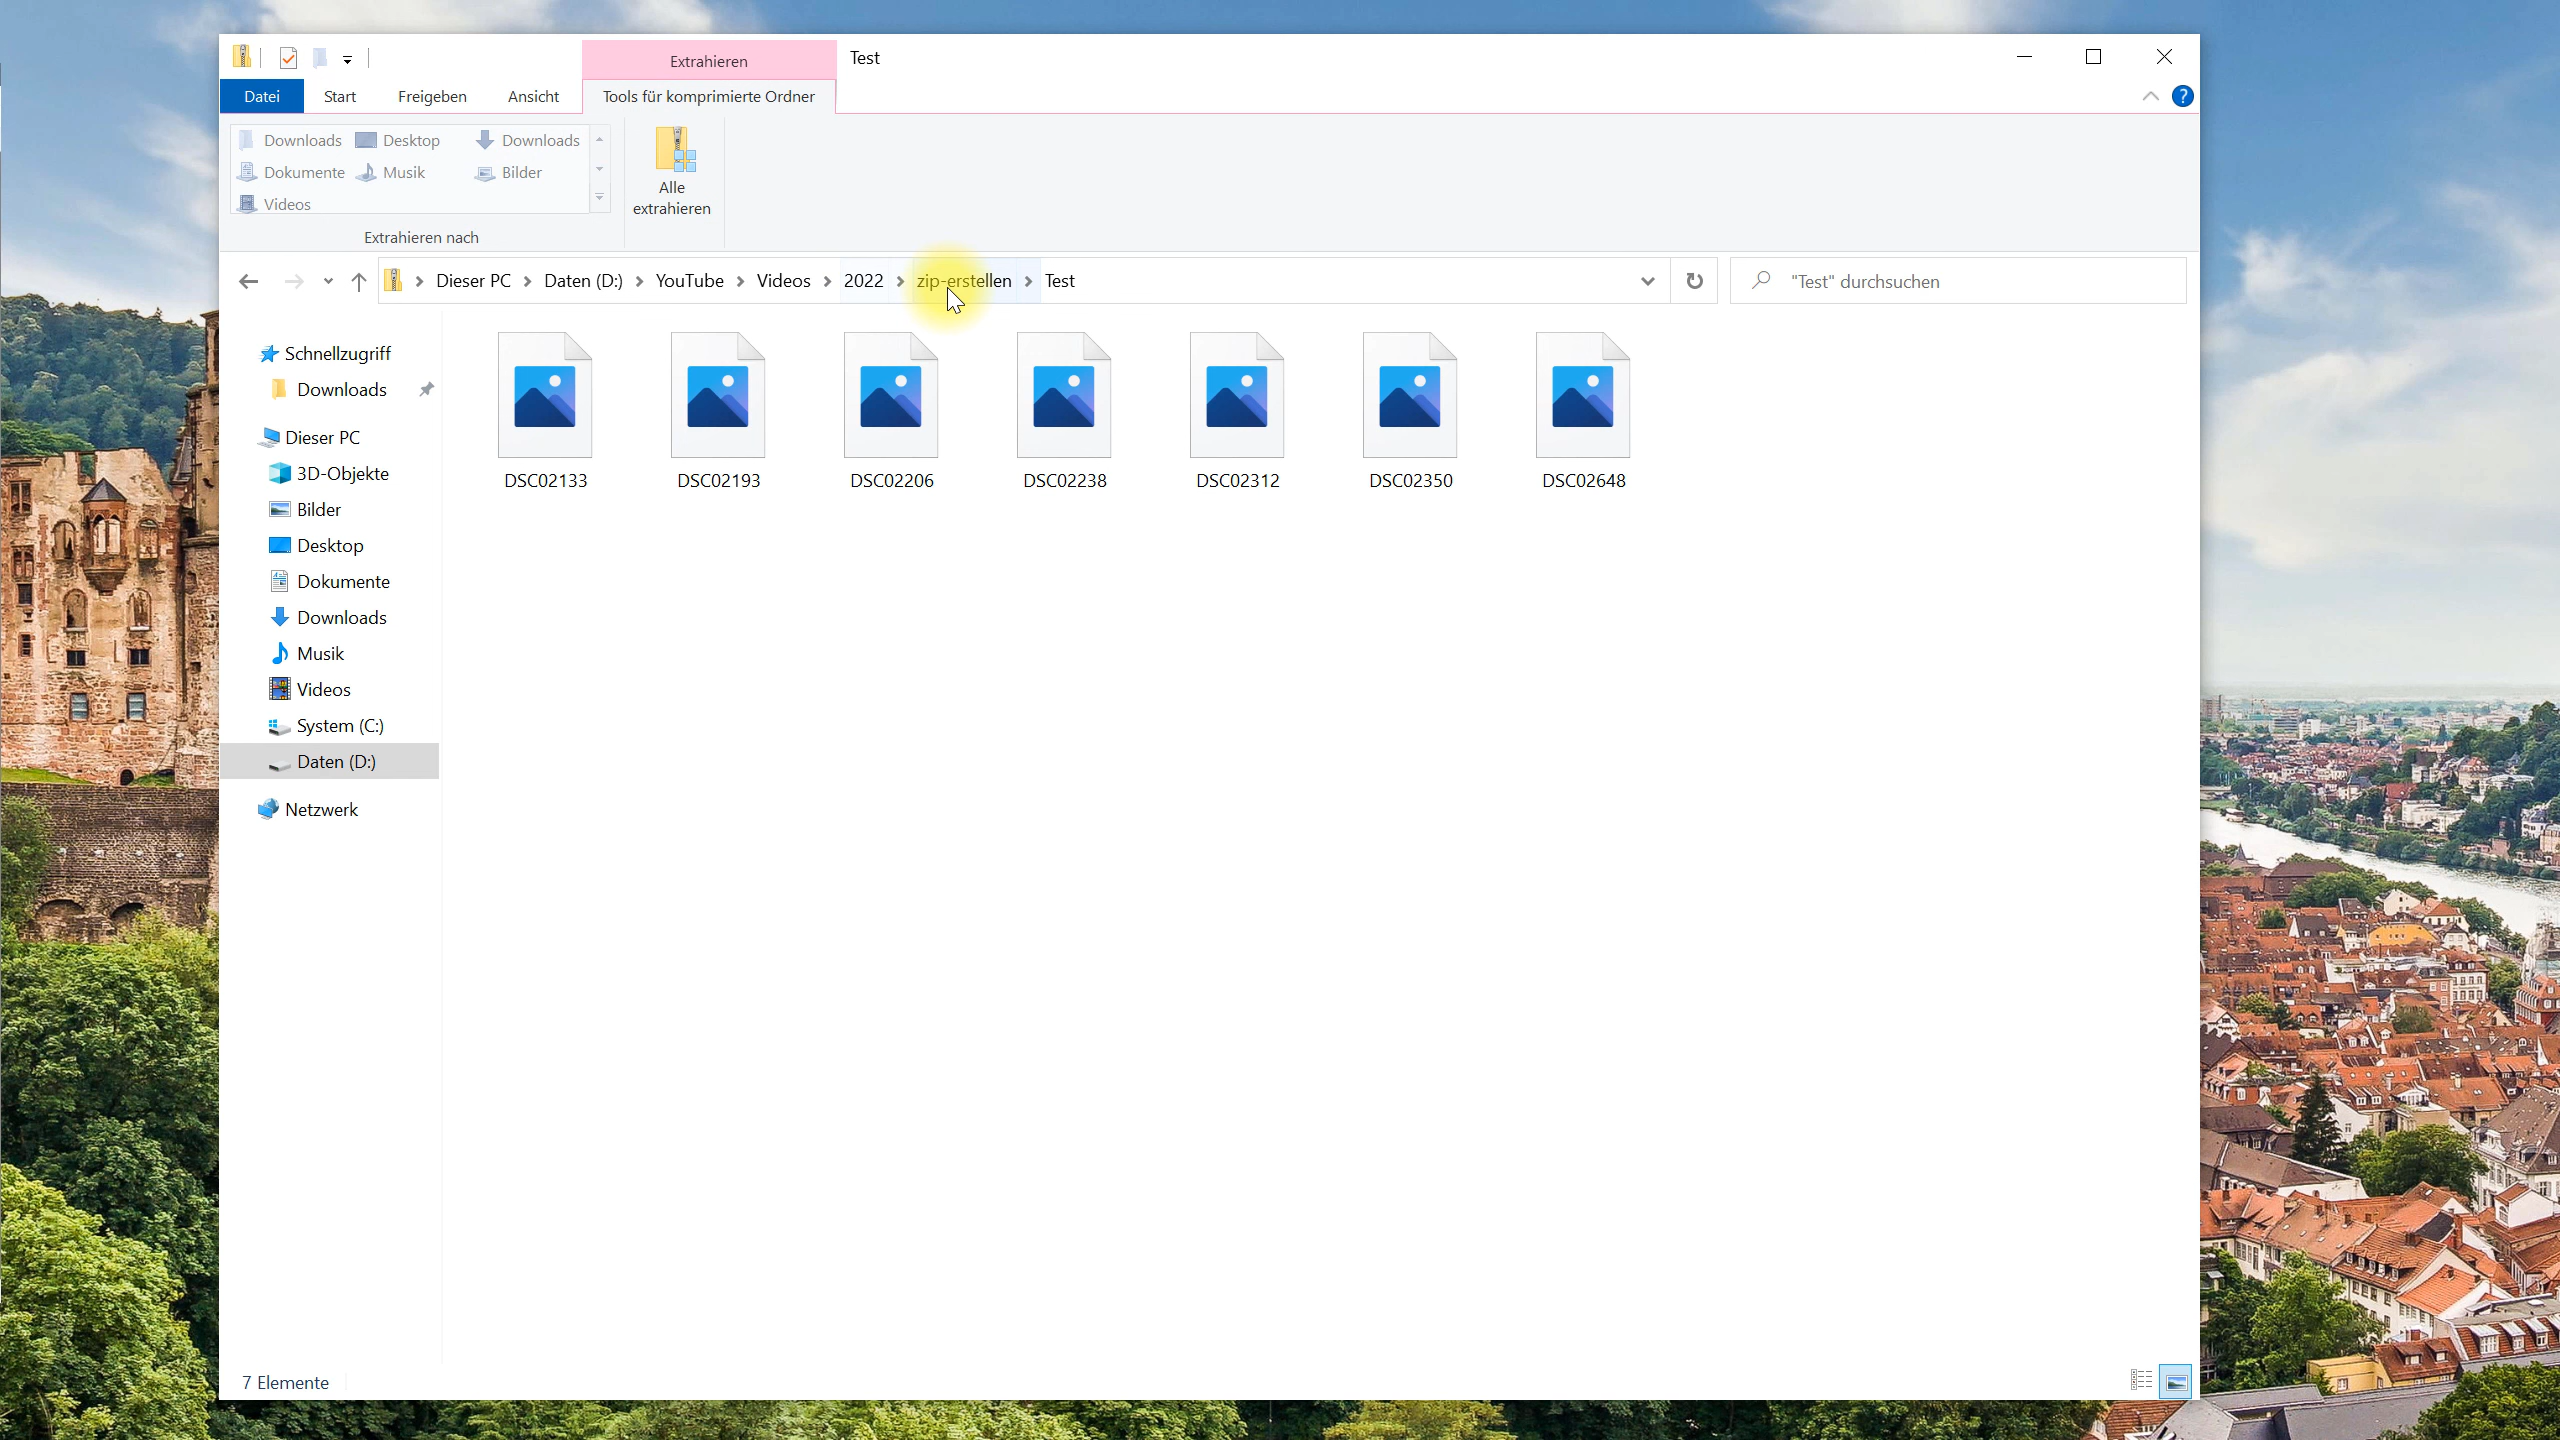 Extrahieren
Test
Datei
Start
Freigeben
Ansicht
Tools für komprimierte Ordner
?
Downloads
Desktop
Downloads
Dokumente
Musik
Bilder
Videos
Extrahieren nach
Alle
extrahieren
Dieser PC
Daten (D:)
YouTube
Videos
2022
zip-erstellen
Test
"Test" durchsuchen
Schnellzugriff
Downloads
Dieser PC
3D-Objekte
Bilder
Desktop
Dokumente
Downloads
Musik
Videos
System (C:)
Daten (D:)
Netzwerk
DSC02133
DSC02193
DSC02206
DSC02238
DSC02312
DSC02350
DSC02648
7 Elemente